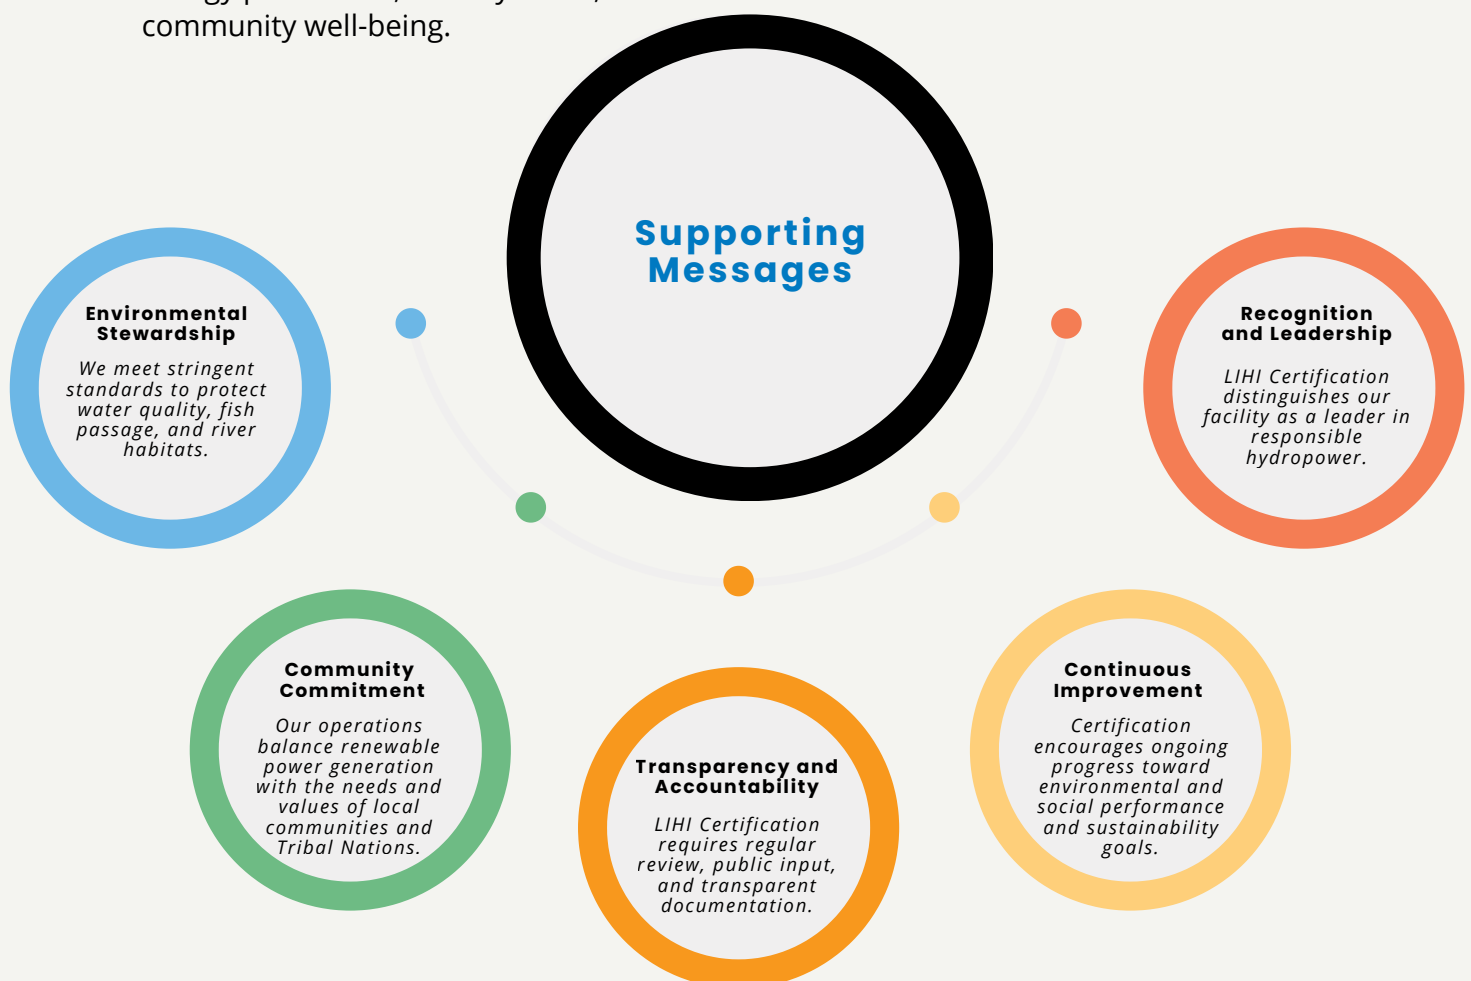 community well-being.
Supporting
Messages
Environmental
Stewardship
We meet stringent
standards to protect
water quality, fish
passage, and river
habitats.
Community
Commitment
Our operations
balance renewable
power generation
with the needs and
values of local
communities and
Tribal Nations.
Transparency and
Accountability
LIHI Certification
requires regular
review, public input,
and transparent
documentation.
Continuous
Improvement
Certification
encourages ongoing
progress toward
environmental and
social performance
and sustainability
goals.
Recognition
and Leadership
LIHI Certification
distinguishes our
facility as a leader in
responsible
hydropower.